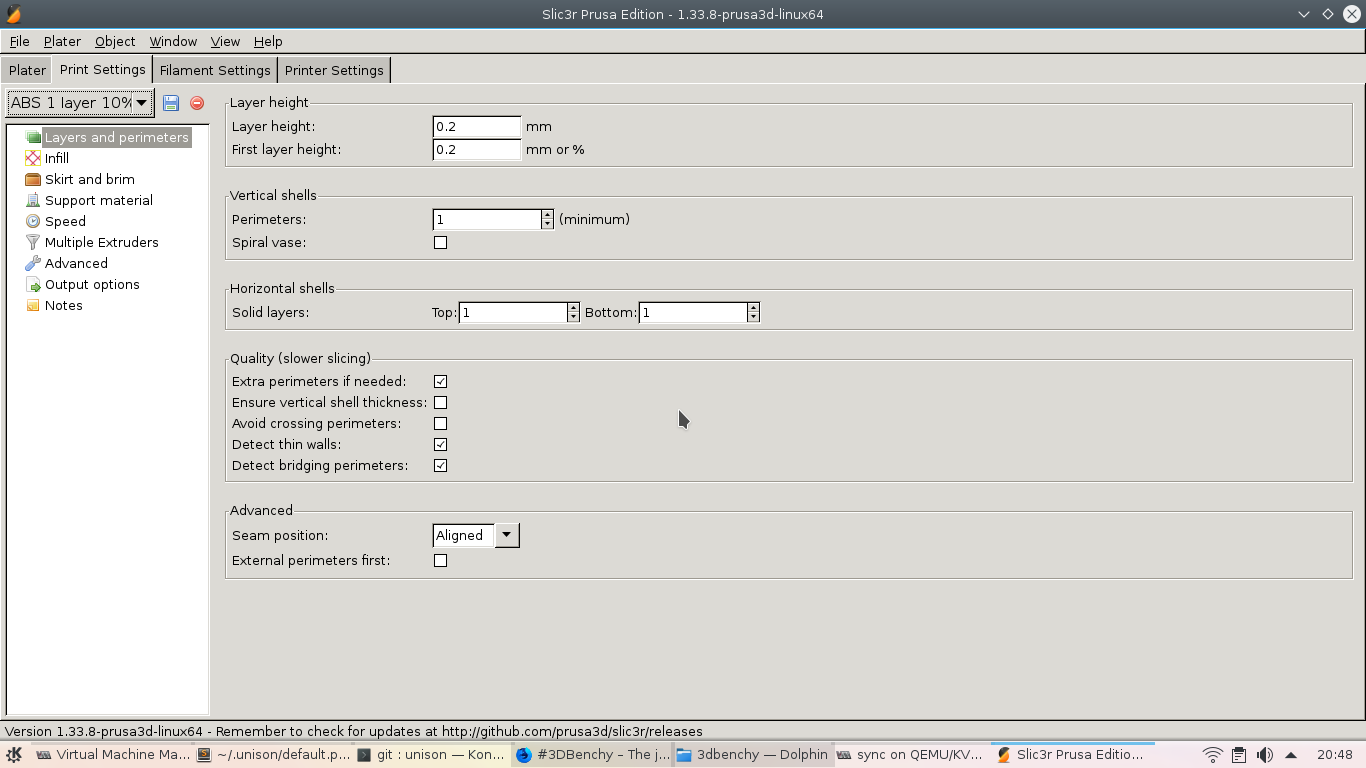 Slic3r Prusa Edition - 1.33.8-prusa3d-linux64
File Plater Object Window View Help
Plater Print Settings Filament Settings Printer Settings
ABS 1 layer 10%
Layers and perimeters
Infill
Skirt and brim
Support material
Speed
Multiple Extruders
Advanced
Output options
Notes
Layer height
Layer height: 0.2 mm
First layer height: 0.2 mm or %
Vertical shells
Perimeters: 1 (minimum)
Spiral vase:
Horizontal shells
Solid layers: Top: 1 Bottom: 1
Quality (slower slicing)
Extra perimeters if needed:
Ensure vertical shell thickness:
Avoid crossing perimeters:
Detect thin walls:
Detect bridging perimeters:
Advanced
Seam position: Aligned
External perimeters first:
Version 1.33.8-prusa3d-linux64 - Remember to check for updates at http://github.com/prusa3d/slic3r/releases
Virtual Machine Ma... ~/.unison/default.p... git : unison — Kon... #3DBenchy – The j... 3dbenchy — Dolphin sync on QEMU/KV... Slic3r Prusa Editio... 20:48